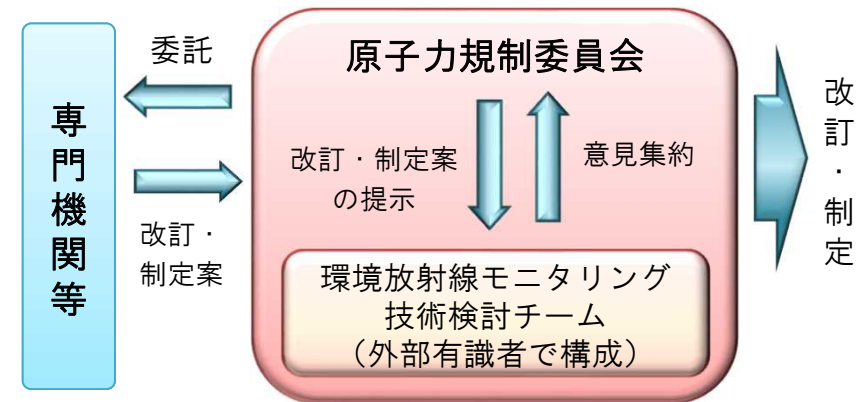 専門機関等
委託
改訂・
制定案
原子力規制委員会
改訂・制定案
の提示
意見集約
環境放射線モニタリング
技術検討チーム
（外部有識者で構成）
改訂・制定